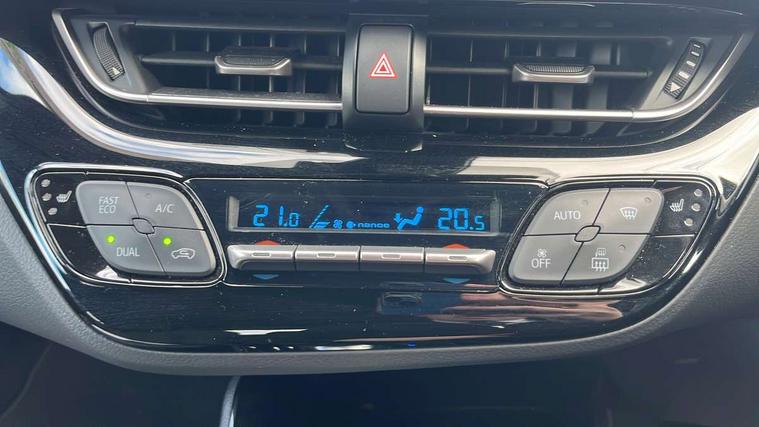 FAST
ECO
A/C
DUAL
21.0
nanoe
20.5
AUTO
OFF